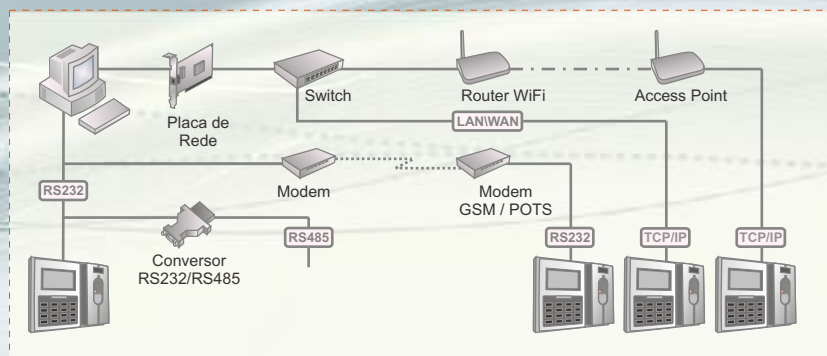 Placa de
Rede
Switch
Router WiFi
Access Point
LAN\WAN
RS232
Modem
Modem
GSM / POTS
Conversor
RS232/RS485
RS485
RS232
TCP/IP
TCP/IP